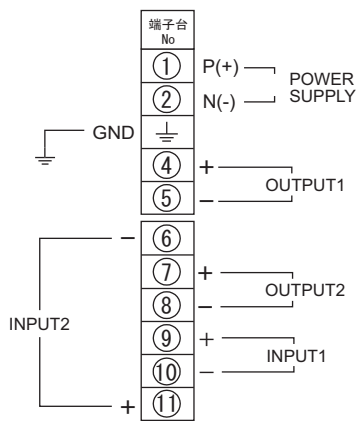 端子台
No
① P(+)
POWER
② N(-) SUPPLY
GND
④ +
OUTPUT1
⑤ −
− ⑥
⑦ +
OUTPUT2
⑧ −
INPUT2
⑨ +
INPUT1
⑩ −
+ ⑪